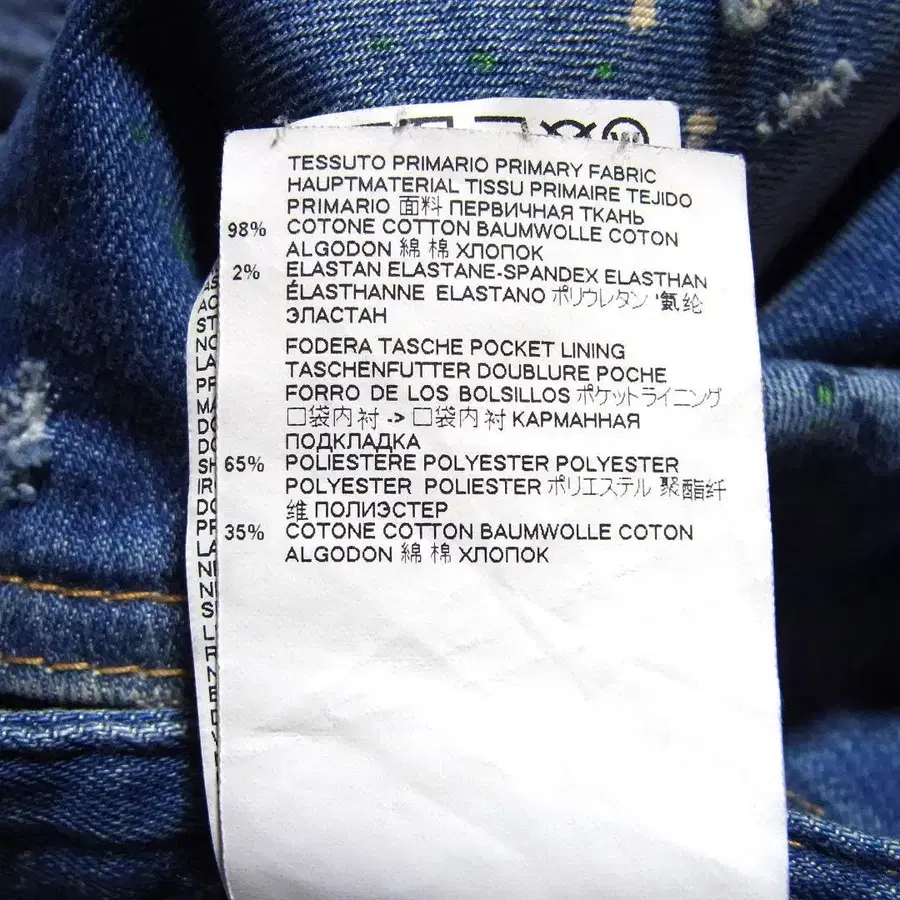 TESSUTO PRIMARIO PRIMARY FABRIC
HAUPTMATERIAL TISSU PRIMAIRE TEJIDO
PRIMARIO 面料 ПЕРВИЧНАЯ ТКАНЬ
98% COTONE COTTON BAUMWOLLE COTON
ALGODON 綿 棉 ХЛОПОК
2% ELASTAN ELASTANE-SPANDEX ELASTHAN
ÉLASTHANNE ELASTANO ポリウレタン '氨纶
ЭЛАСТАН
FODERA TASCHE POCKET LINING
TASCHENFUTTER DOUBLURE POCHE
FORRO DE LOS BOLSILLOS ポケットライニング
口袋内衬 -> 口袋内衬 КАРМАННАЯ
ПОДКЛАДКА
65% POLIESTERE POLYESTER POLYESTER
POLYESTER POLIESTER ポリエステル 聚酯纤
维 ПОЛИЭСТЕР
35% COTONE COTTON BAUMWOLLE COTON
ALGODON 綿 棉 ХЛОПОК